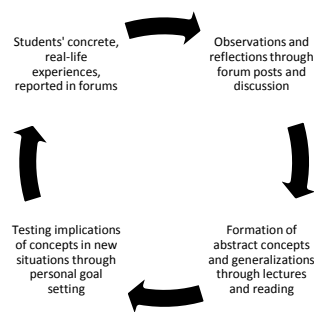 Students' concrete,
real-life
experiences,
reported in forums
Observations and
reflections through
forum posts and
discussion
Formation of
abstract concepts
and generalizations
through lectures
and reading
Testing implications
of concepts in new
situations through
personal goal
setting